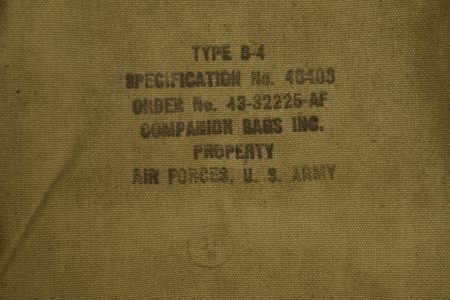 TYPE B-4
SPECIFICATION No. 40403
ORDER No. 43-32225-AF
COMPANION BAGS INC.
PROPERTY
AIR FORCES, U. S. ARMY